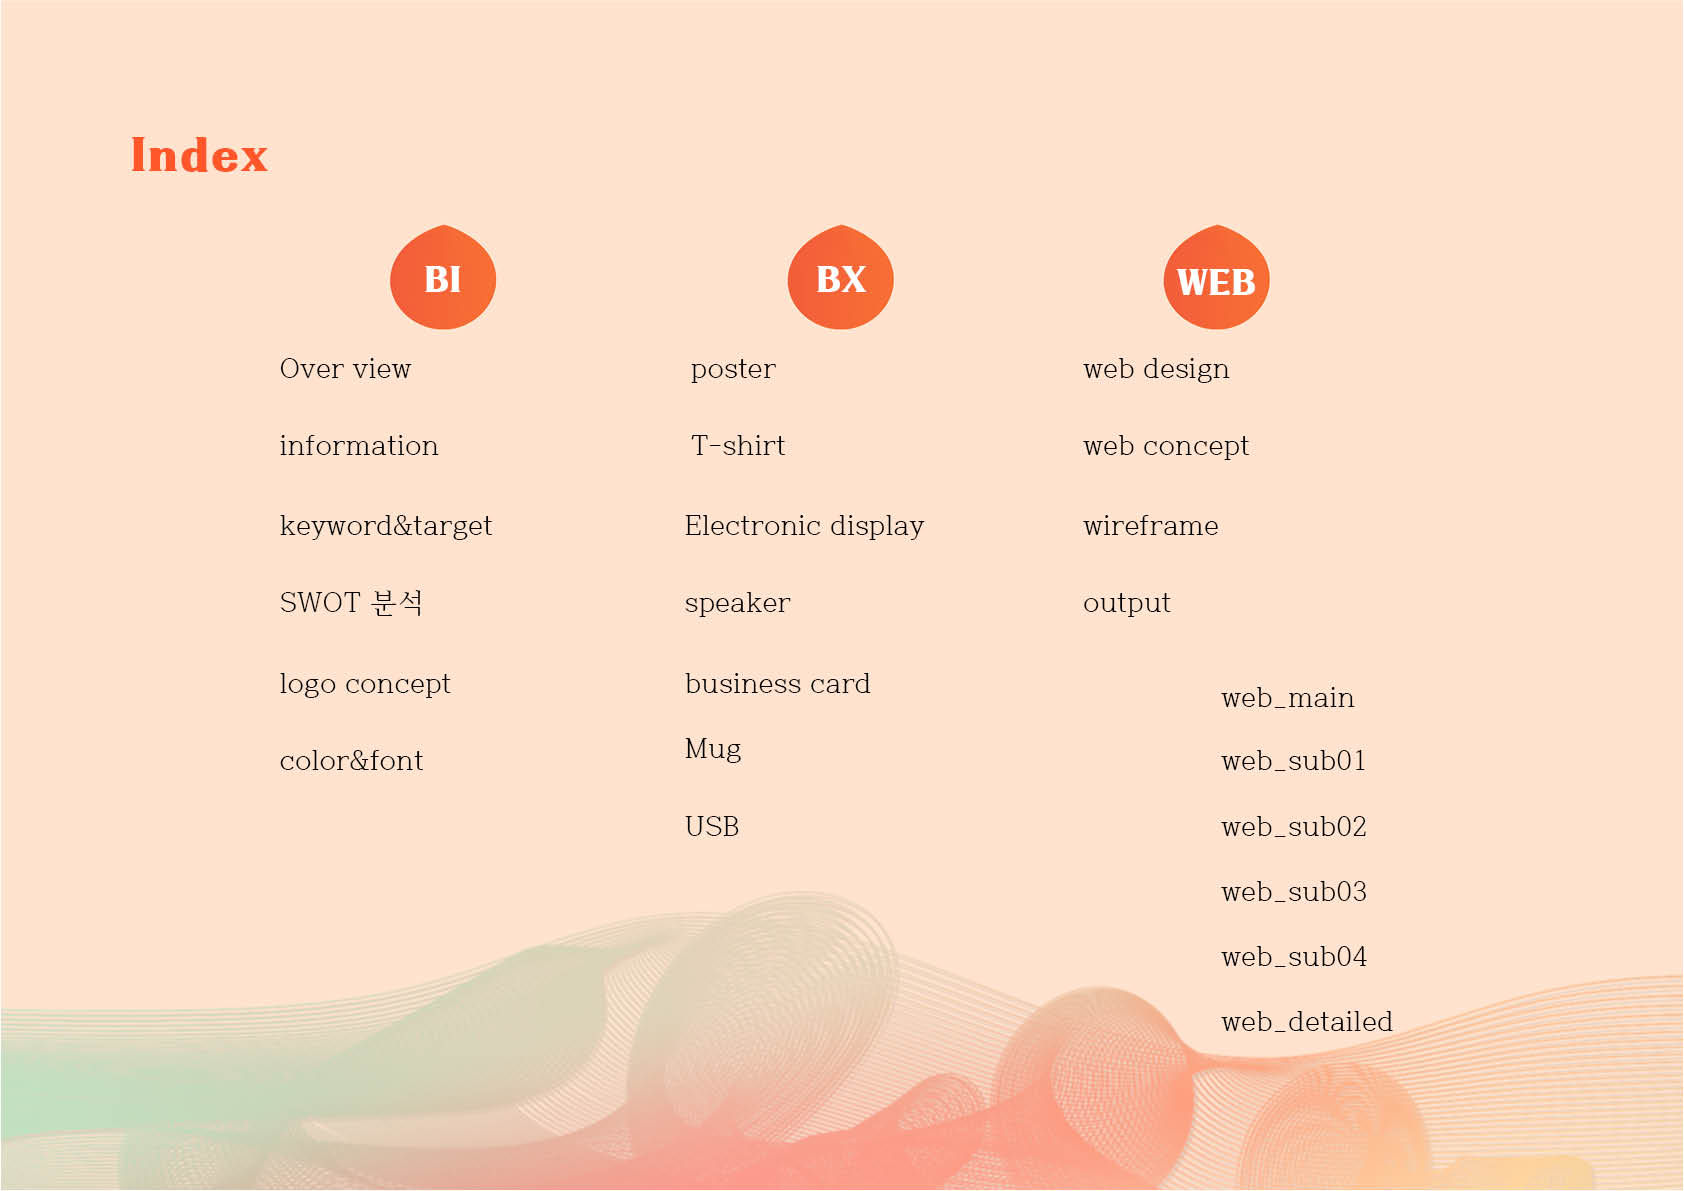 Index
BI
Over view
information
keyword&target
SWOT 분석
logo concept
color&font
BX
poster
T-shirt
Electronic display
speaker
business card
Mug
USB
WEB
web design
web concept
wireframe
output
web_main
web_sub01
web_sub02
web_sub03
web_sub04
web_detailed